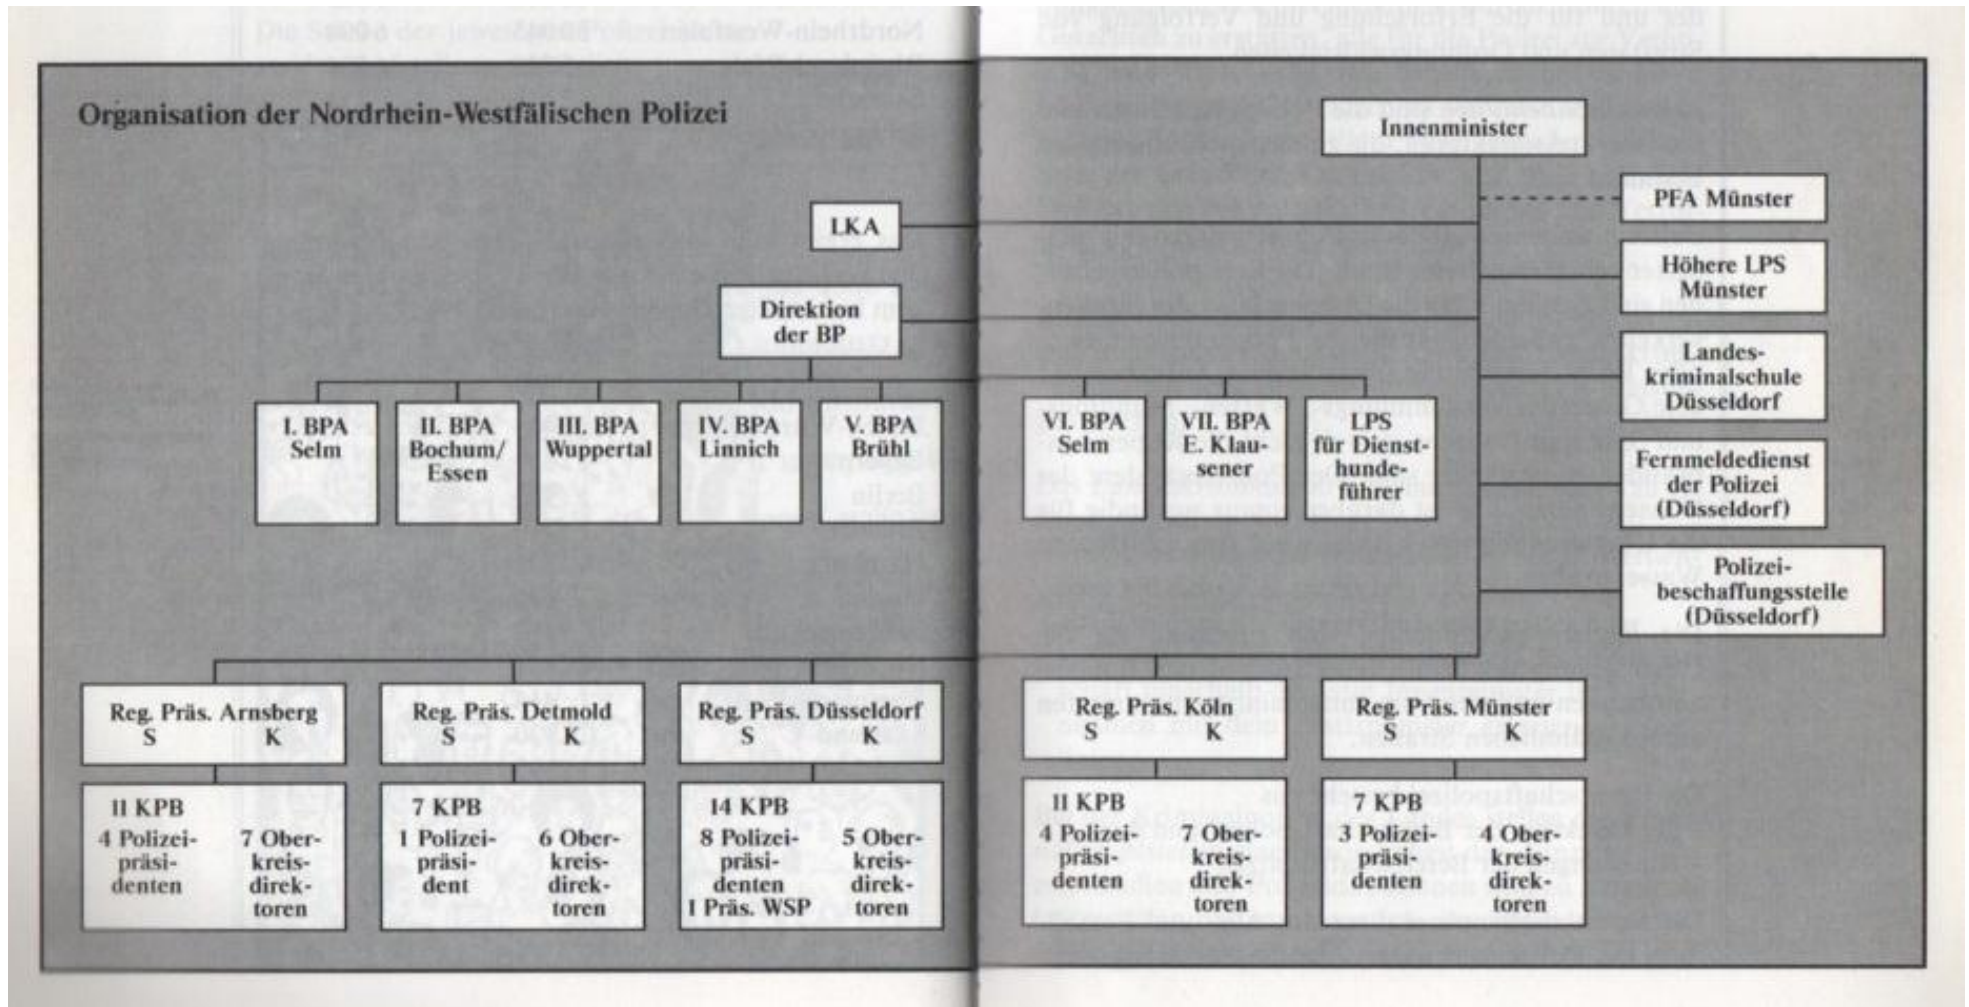 Organisation der Nordrhein-Westfälischen Polizei
Innenminister
PFA Münster
LKA
Höhere LPS
Münster
Direktion
der BP
Landes-
kriminalschule
Düsseldorf
I. BPA
Selm
II. BPA
Bochum/
Essen
III. BPA
Wuppertal
IV. BPA
Linnich
V. BPA
Brühl
VI. BPA
Selm
VII. BPA
E. Klau-
sener
LPS
für Dienst-
hunde-
führer
Fernmeldedienst
der Polizei
(Düsseldorf)
Polizei-
beschaffungsstelle
(Düsseldorf)
Reg. Präs. Arnsberg
S K
Reg. Präs. Detmold
S K
Reg. Präs. Düsseldorf
S K
Reg. Präs. Köln
S K
Reg. Präs. Münster
S K
11 KPB
4 Polizei-
präsi-
denten
7 Ober-
kreis-
direk-
toren
7 KPB
1 Polizei-
präsi-
dent
6 Ober-
kreis-
direk-
toren
14 KPB
8 Polizei-
präsi-
denten
1 Präs. WSP
5 Ober-
kreis-
direk-
toren
11 KPB
4 Polizei-
präsi-
denten
7 Ober-
kreis-
direk-
toren
7 KPB
3 Polizei-
präsi-
denten
4 Ober-
kreis-
direk-
toren